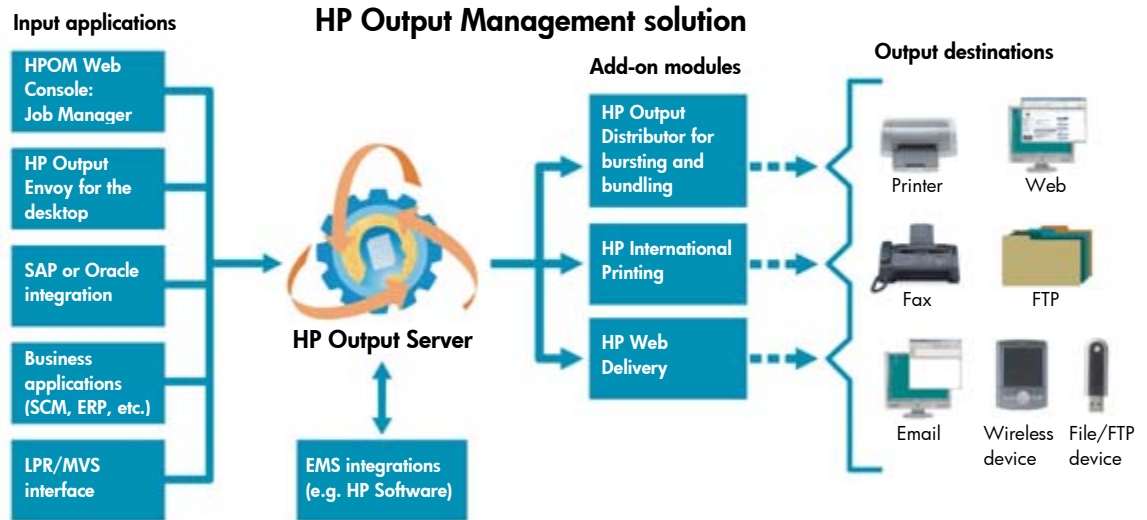 HP Output Management solution
Input applications
HPOM Web
Console:
Job Manager
HP Output
Envoy for the
desktop
SAP or Oracle
integration
Business
applications
(SCM, ERP, etc.)
LPR/MVS
interface
HP Output Server
EMS integrations
(e.g. HP Software)
Add-on modules
HP Output
Distributor for
bursting and
bundling
HP International
Printing
HP Web
Delivery
Output destinations
Printer
Web
Fax
FTP
Email
Wireless
device
File/FTP
device